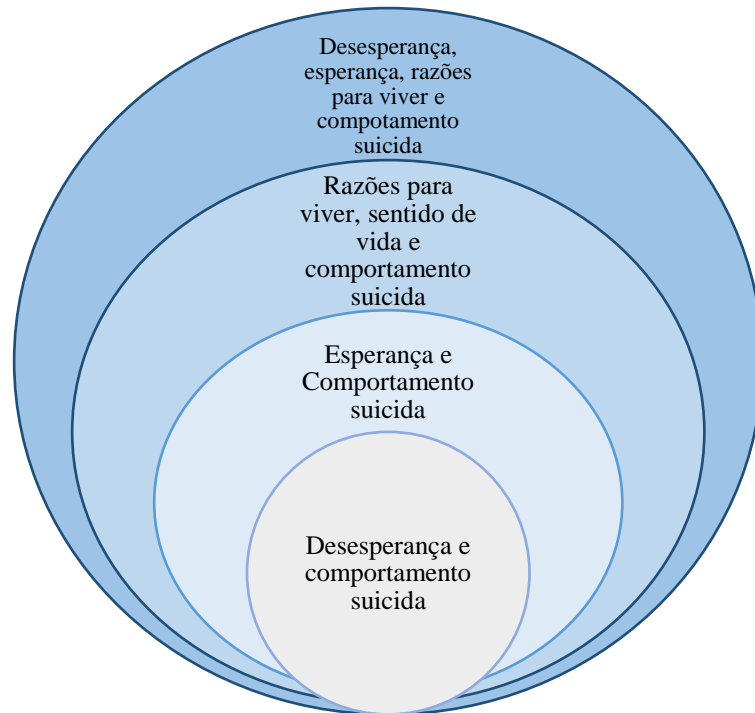 Desesperança,
esperança, razões
para viver e
compotamento
suicida
Razões para
viver, sentido de
vida e
comportamento
suicida
Esperança e
Comportamento
suicida
Desesperança e
comportamento
suicida